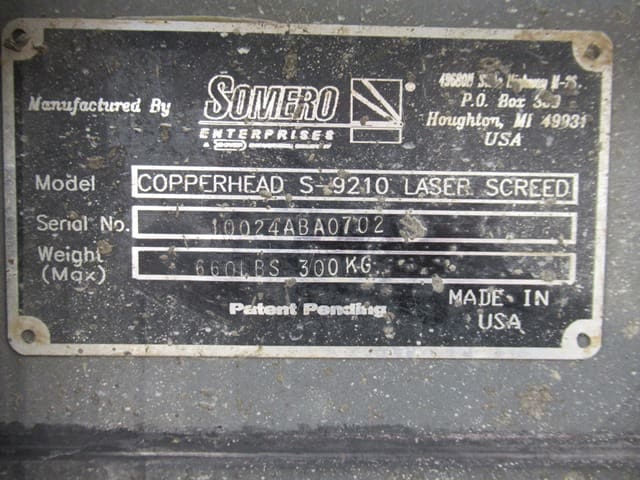 Manufactured By
SOMERO
ENTERPRISES
P.O. Box
Houghton, MI 49931
USA
Model COPPERHEAD S-9210 LASER SCREED
Serial No. 10024ABA0702
Weight (Max) 660LBS 300KG
Patent Pending
MADE IN
USA